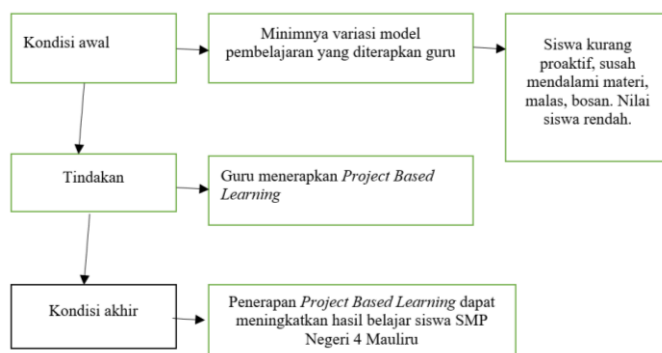 Kondisi awal
Minimnya variasi model
pembelajaran yang diterapkan guru
Siswa kurang
proaktif, susah
mendalami materi,
malas, bosan. Nilai
siswa rendah.
Tindakan
Guru menerapkan Project Based
Learning
Kondisi akhir
Penerapan Project Based Learning dapat
meningkatkan hasil belajar siswa SMP
Negeri 4 Mauliru